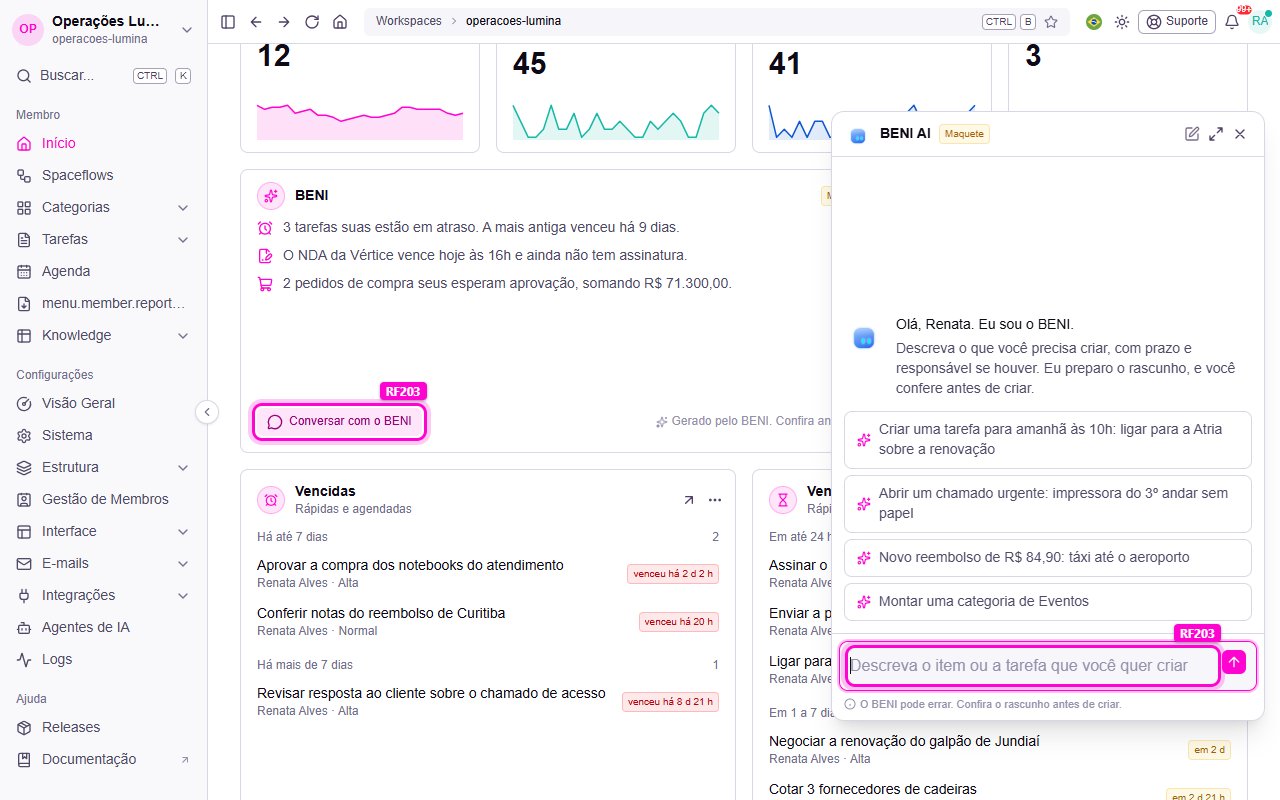 OP
Operações Lu...
operacoes-lumina
Buscar...
CTRL
K
Membro
Início
Spaceflows
Categorias
Tarefas
Agenda
menu.member.report...
Knowledge
Configurações
Visão Geral
Sistema
Estrutura
Gestão de Membros
Interface
E-mails
Integrações
Agentes de IA
Logs
Ajuda
Releases
Documentação
Workspaces
operacoes-lumina
CTRL
B
Suporte
99+
RA
12
45
41
3
BENI
3 tarefas suas estão em atraso. A mais antiga venceu há 9 dias.
O NDA da Vértice vence hoje às 16h e ainda não tem assinatura.
2 pedidos de compra seus esperam aprovação, somando R$ 71.300,00.
RF203
Conversar com o BENI
Gerado pelo BENI. Confira an
Vencidas
Rápidas e agendadas
Há até 7 dias
2
Aprovar a compra dos notebooks do atendimento
Renata Alves · Alta
venceu há 2 d 2 h
Conferir notas do reembolso de Curitiba
Renata Alves · Normal
venceu há 20 h
Há mais de 7 dias
1
Revisar resposta ao cliente sobre o chamado de acesso
Renata Alves · Alta
venceu há 8 d 21 h
Ven
Rápi
Em até 24 h
Assinar o
Renata Alve
Enviar a p
Renata Alve
Ligar para
Renata Alve
Em 1 a 7 dia
Negociar a renovação do galpão de Jundiaí
Renata Alves · Alta
em 2 d
Cotar 3 fornecedores de cadeiras
em 2 d 21 h
BENI AI
Maquete
Olá, Renata. Eu sou o BENI.
Descreva o que você precisa criar, com prazo e
responsável se houver. Eu preparo o rascunho, e você
confere antes de criar.
Criar uma tarefa para amanhã às 10h: ligar para a Atria
sobre a renovação
Abrir um chamado urgente: impressora do 3º andar sem
papel
Novo reembolso de R$ 84,90: táxi até o aeroporto
Montar uma categoria de Eventos
RF203
Descreva o item ou a tarefa que você quer criar
O BENI pode errar. Confira o rascunho antes de criar.